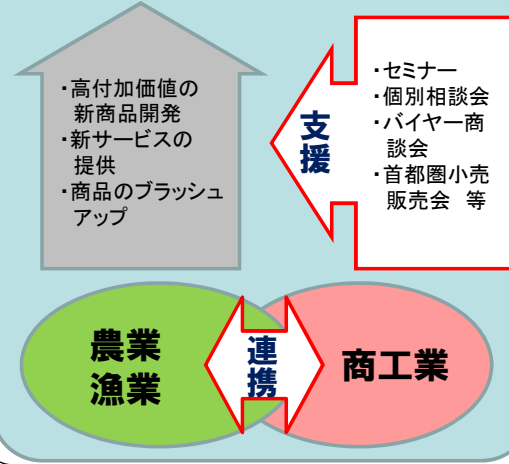 ・高付加価値の
新商品開発
・新サービスの
提供
・商品のブラッシュ
アップ
支援
・セミナー
・個別相談会
・バイヤー商
談会
・首都圏小売
販売会 等
農業
漁業
連携
商工業